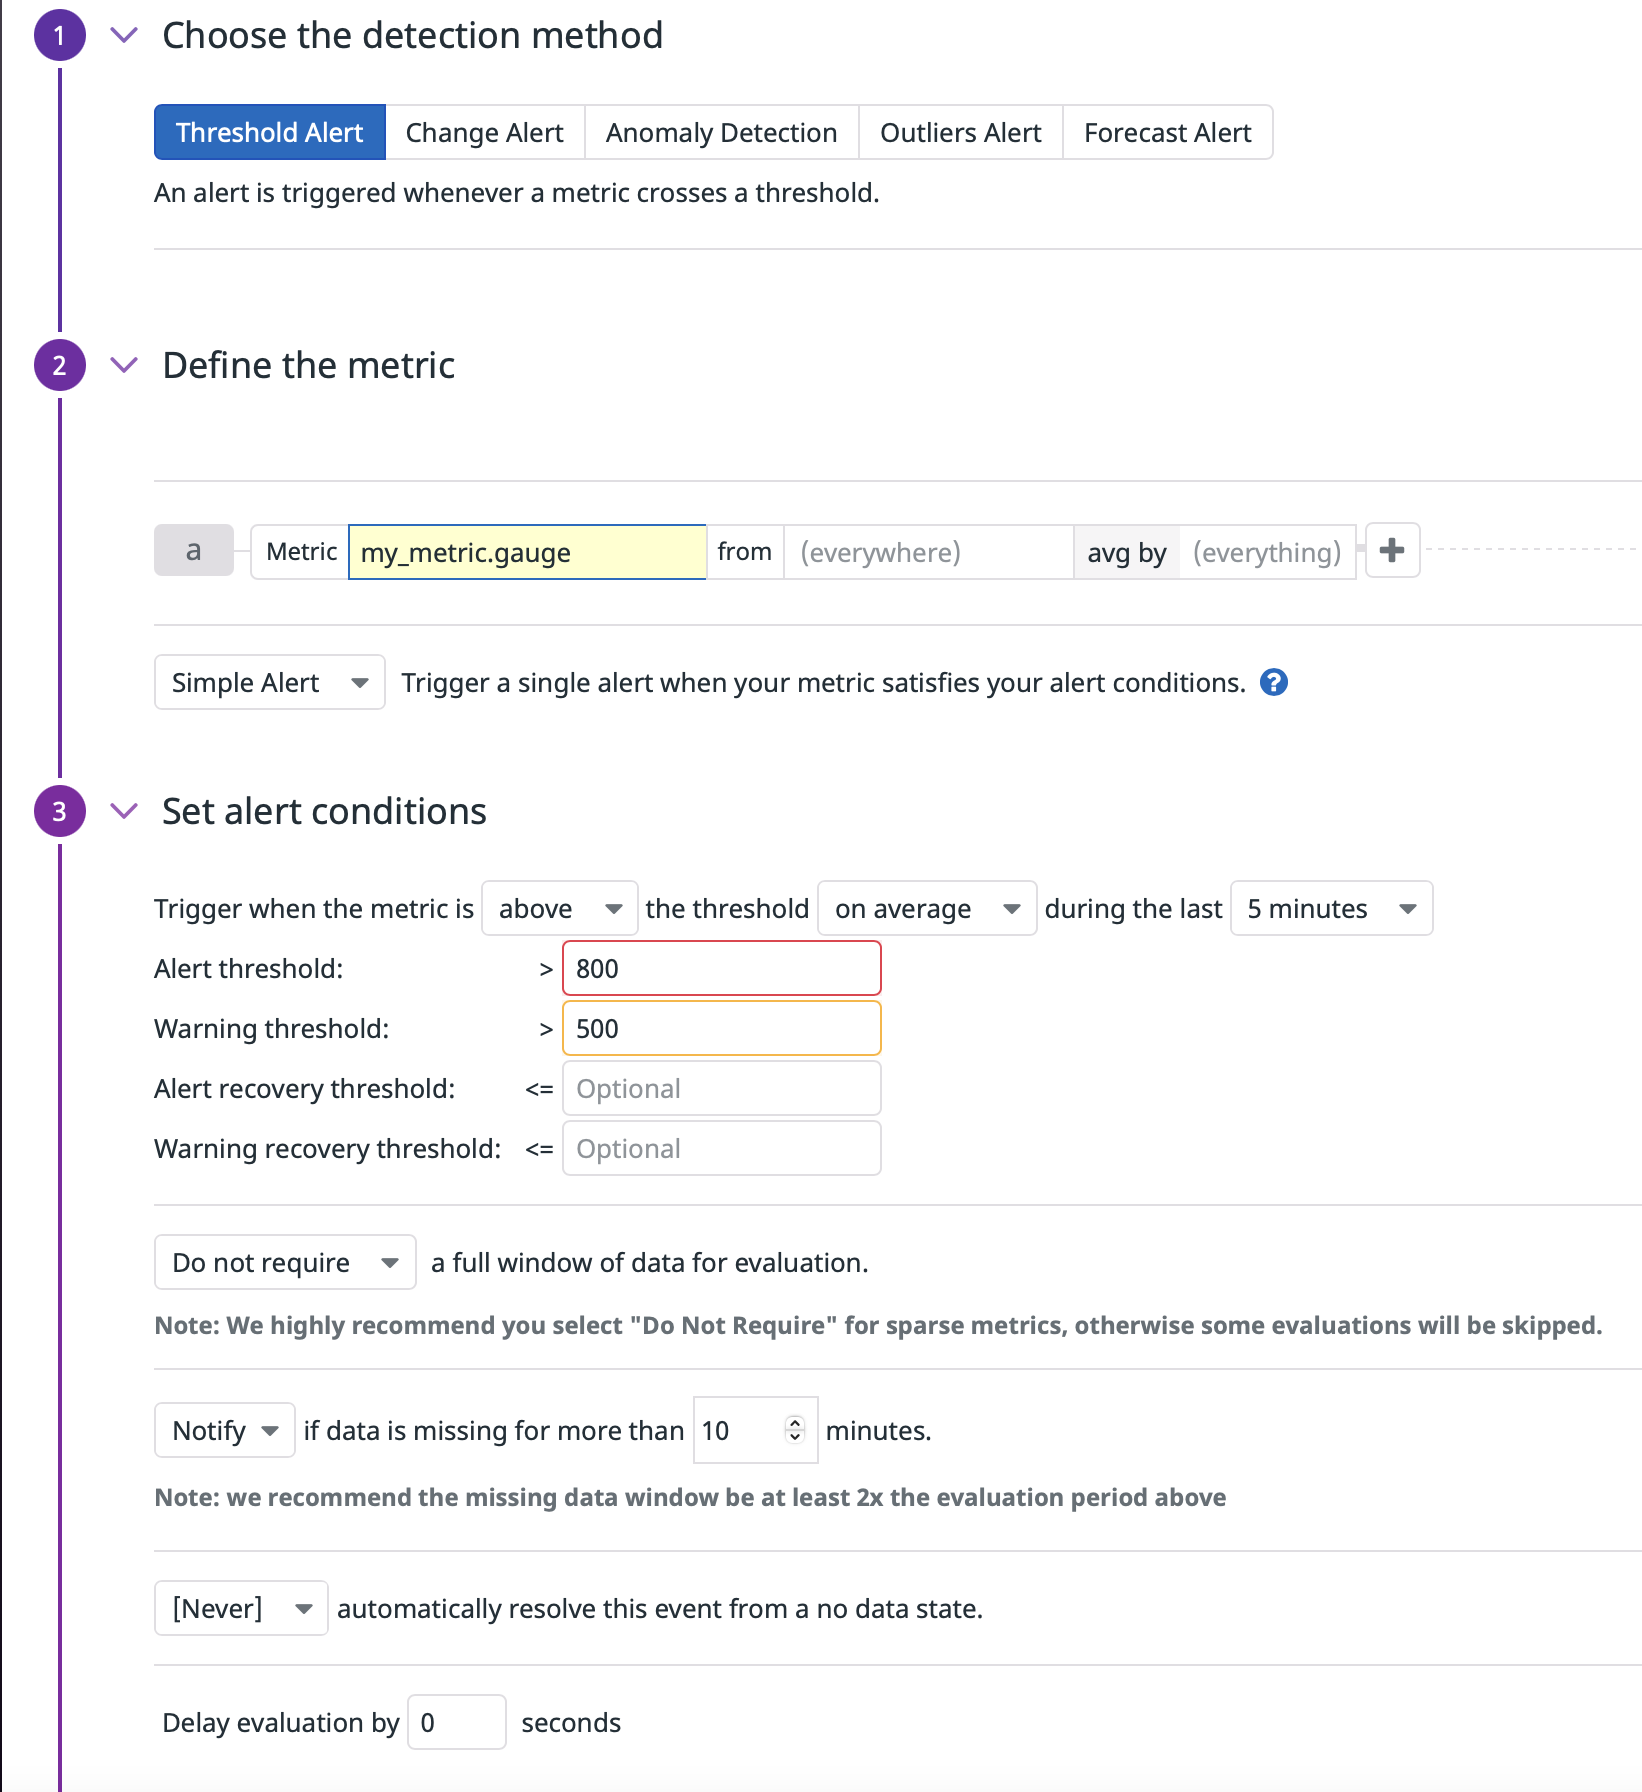 1 Choose the detection method
Threshold Alert Change Alert Anomaly Detection Outliers Alert Forecast Alert
An alert is triggered whenever a metric crosses a threshold.
2 Define the metric
a Metric my_metric.gauge from (everywhere) avg by (everything) +
Simple Alert Trigger a single alert when your metric satisfies your alert conditions. ?
3 Set alert conditions
Trigger when the metric is above the threshold on average during the last 5 minutes
Alert threshold: > 800
Warning threshold: > 500
Alert recovery threshold: <= Optional
Warning recovery threshold: <= Optional
Do not require a full window of data for evaluation.
Note: We highly recommend you select "Do Not Require" for sparse metrics, otherwise some evaluations will be skipped.
Notify if data is missing for more than 10 minutes.
Note: we recommend the missing data window be at least 2x the evaluation period above
[Never] automatically resolve this event from a no data state.
Delay evaluation by 0 seconds